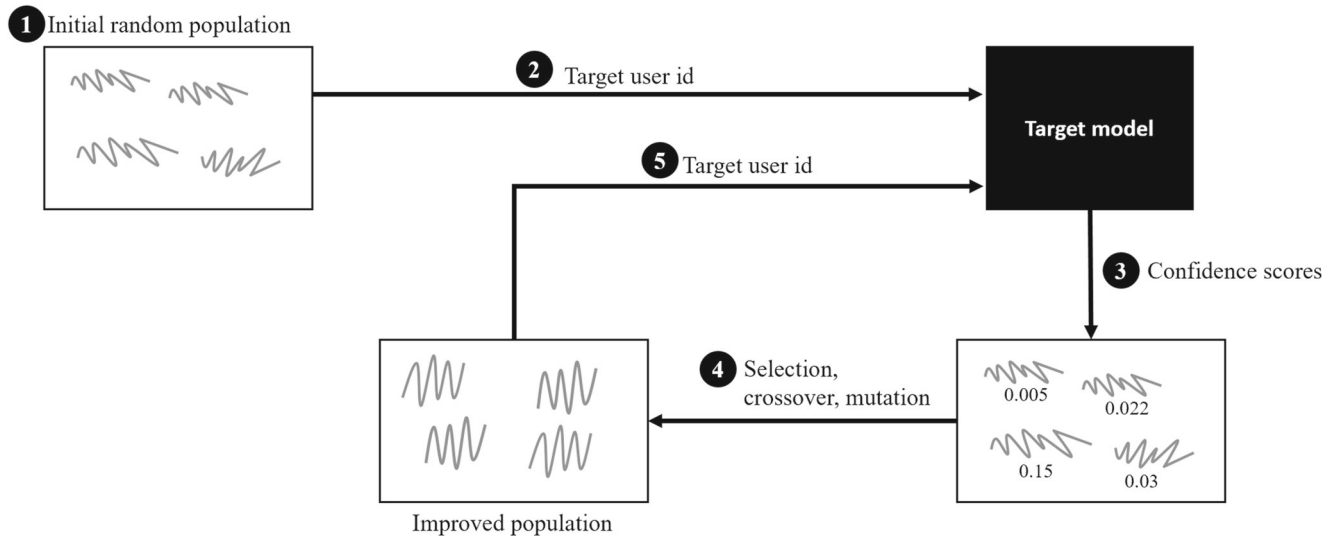 1 Initial random population
2 Target user id
Target model
5 Target user id
3 Confidence scores
4 Selection,
crossover, mutation
0.005
0.022
0.15
0.03
Improved population